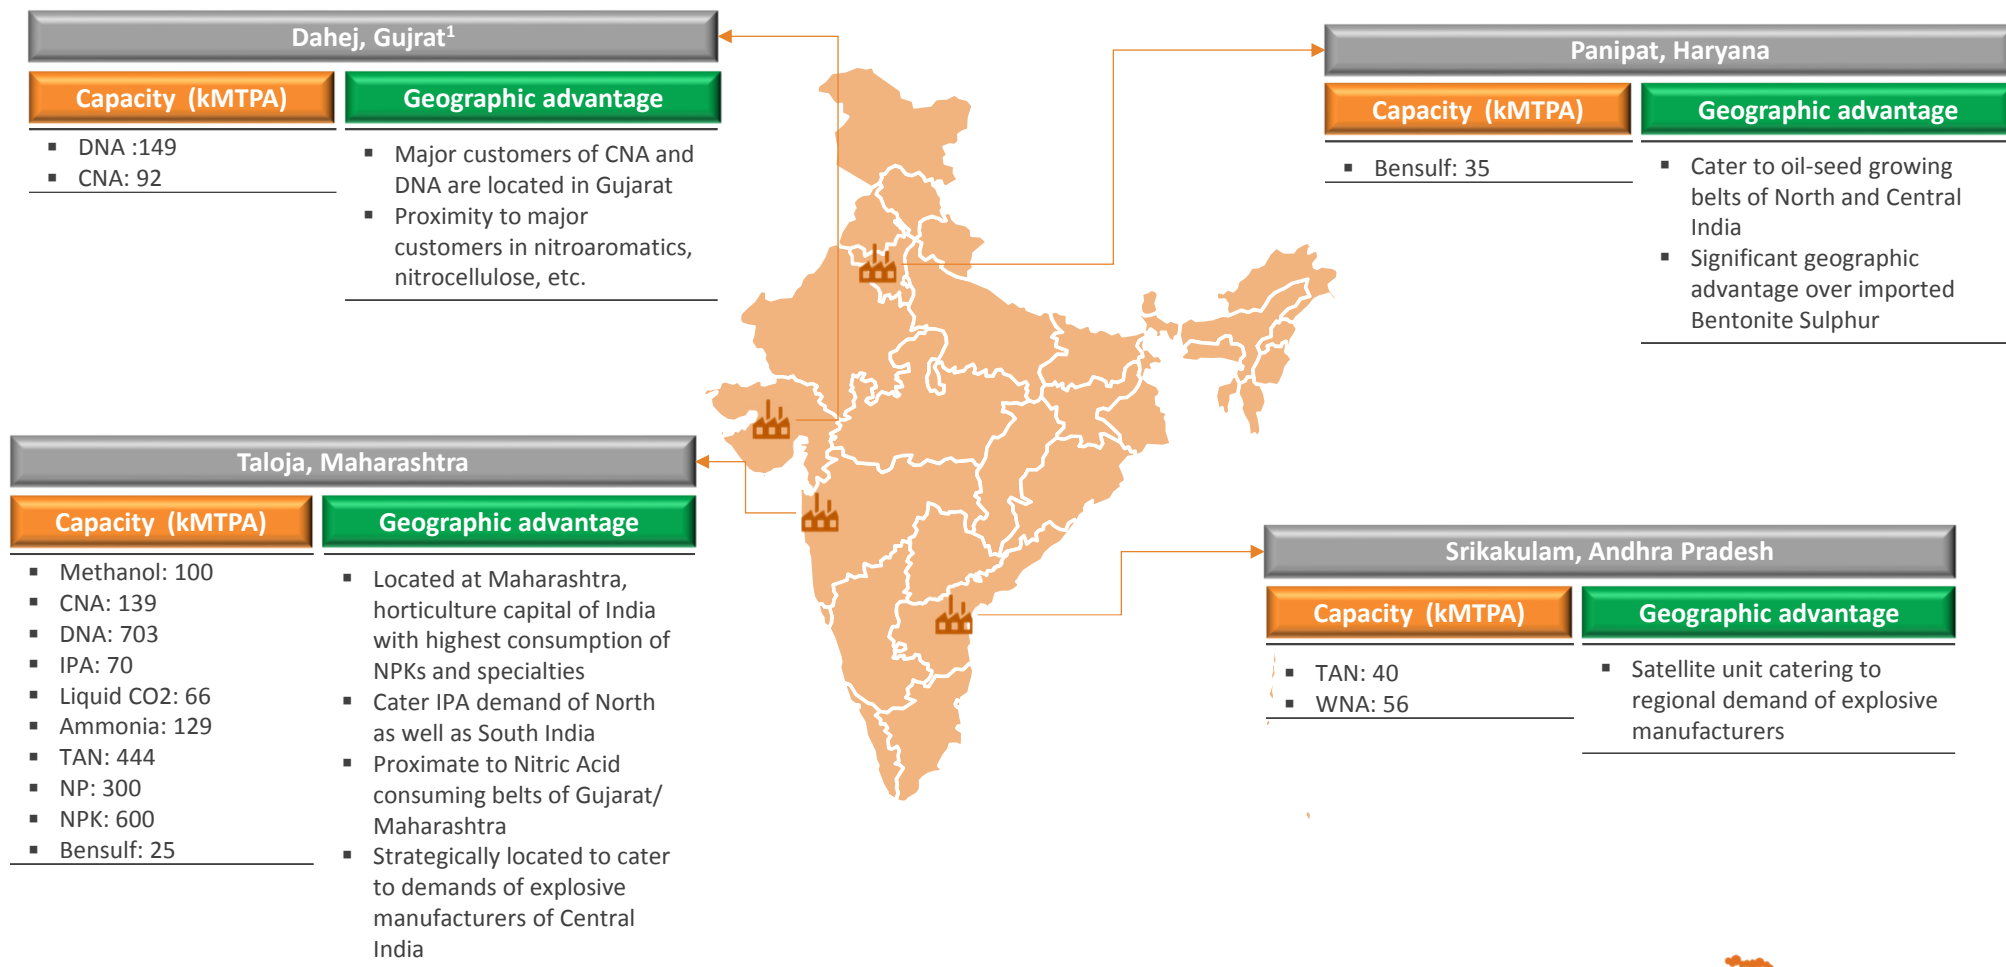 Dahej, Gujrat¹
Capacity (kMTPA)
Geographic advantage
▪ DNA :149
▪ CNA: 92
▪ Major customers of CNA and
DNA are located in Gujarat
▪ Proximity to major
customers in nitroaromatics,
nitrocellulose, etc.
Panipat, Haryana
Capacity (kMTPA)
Geographic advantage
▪ Bensulf: 35
▪ Cater to oil-seed growing
belts of North and Central
India
▪ Significant geographic
advantage over imported
Bentonite Sulphur
Taloja, Maharashtra
Capacity (kMTPA)
Geographic advantage
▪ Methanol: 100
▪ CNA: 139
▪ DNA: 703
▪ IPA: 70
▪ Liquid CO2: 66
▪ Ammonia: 129
▪ TAN: 444
▪ NP: 300
▪ NPK: 600
▪ Bensulf: 25
▪ Located at Maharashtra,
horticulture capital of India
with highest consumption of
NPKs and specialties
▪ Cater IPA demand of North
as well as South India
▪ Proximate to Nitric Acid
consuming belts of Gujarat/
Maharashtra
▪ Strategically located to cater
to demands of explosive
manufacturers of Central
India
Srikakulam, Andhra Pradesh
Capacity (kMTPA)
Geographic advantage
▪ TAN: 40
▪ WNA: 56
▪ Satellite unit catering to
regional demand of explosive
manufacturers